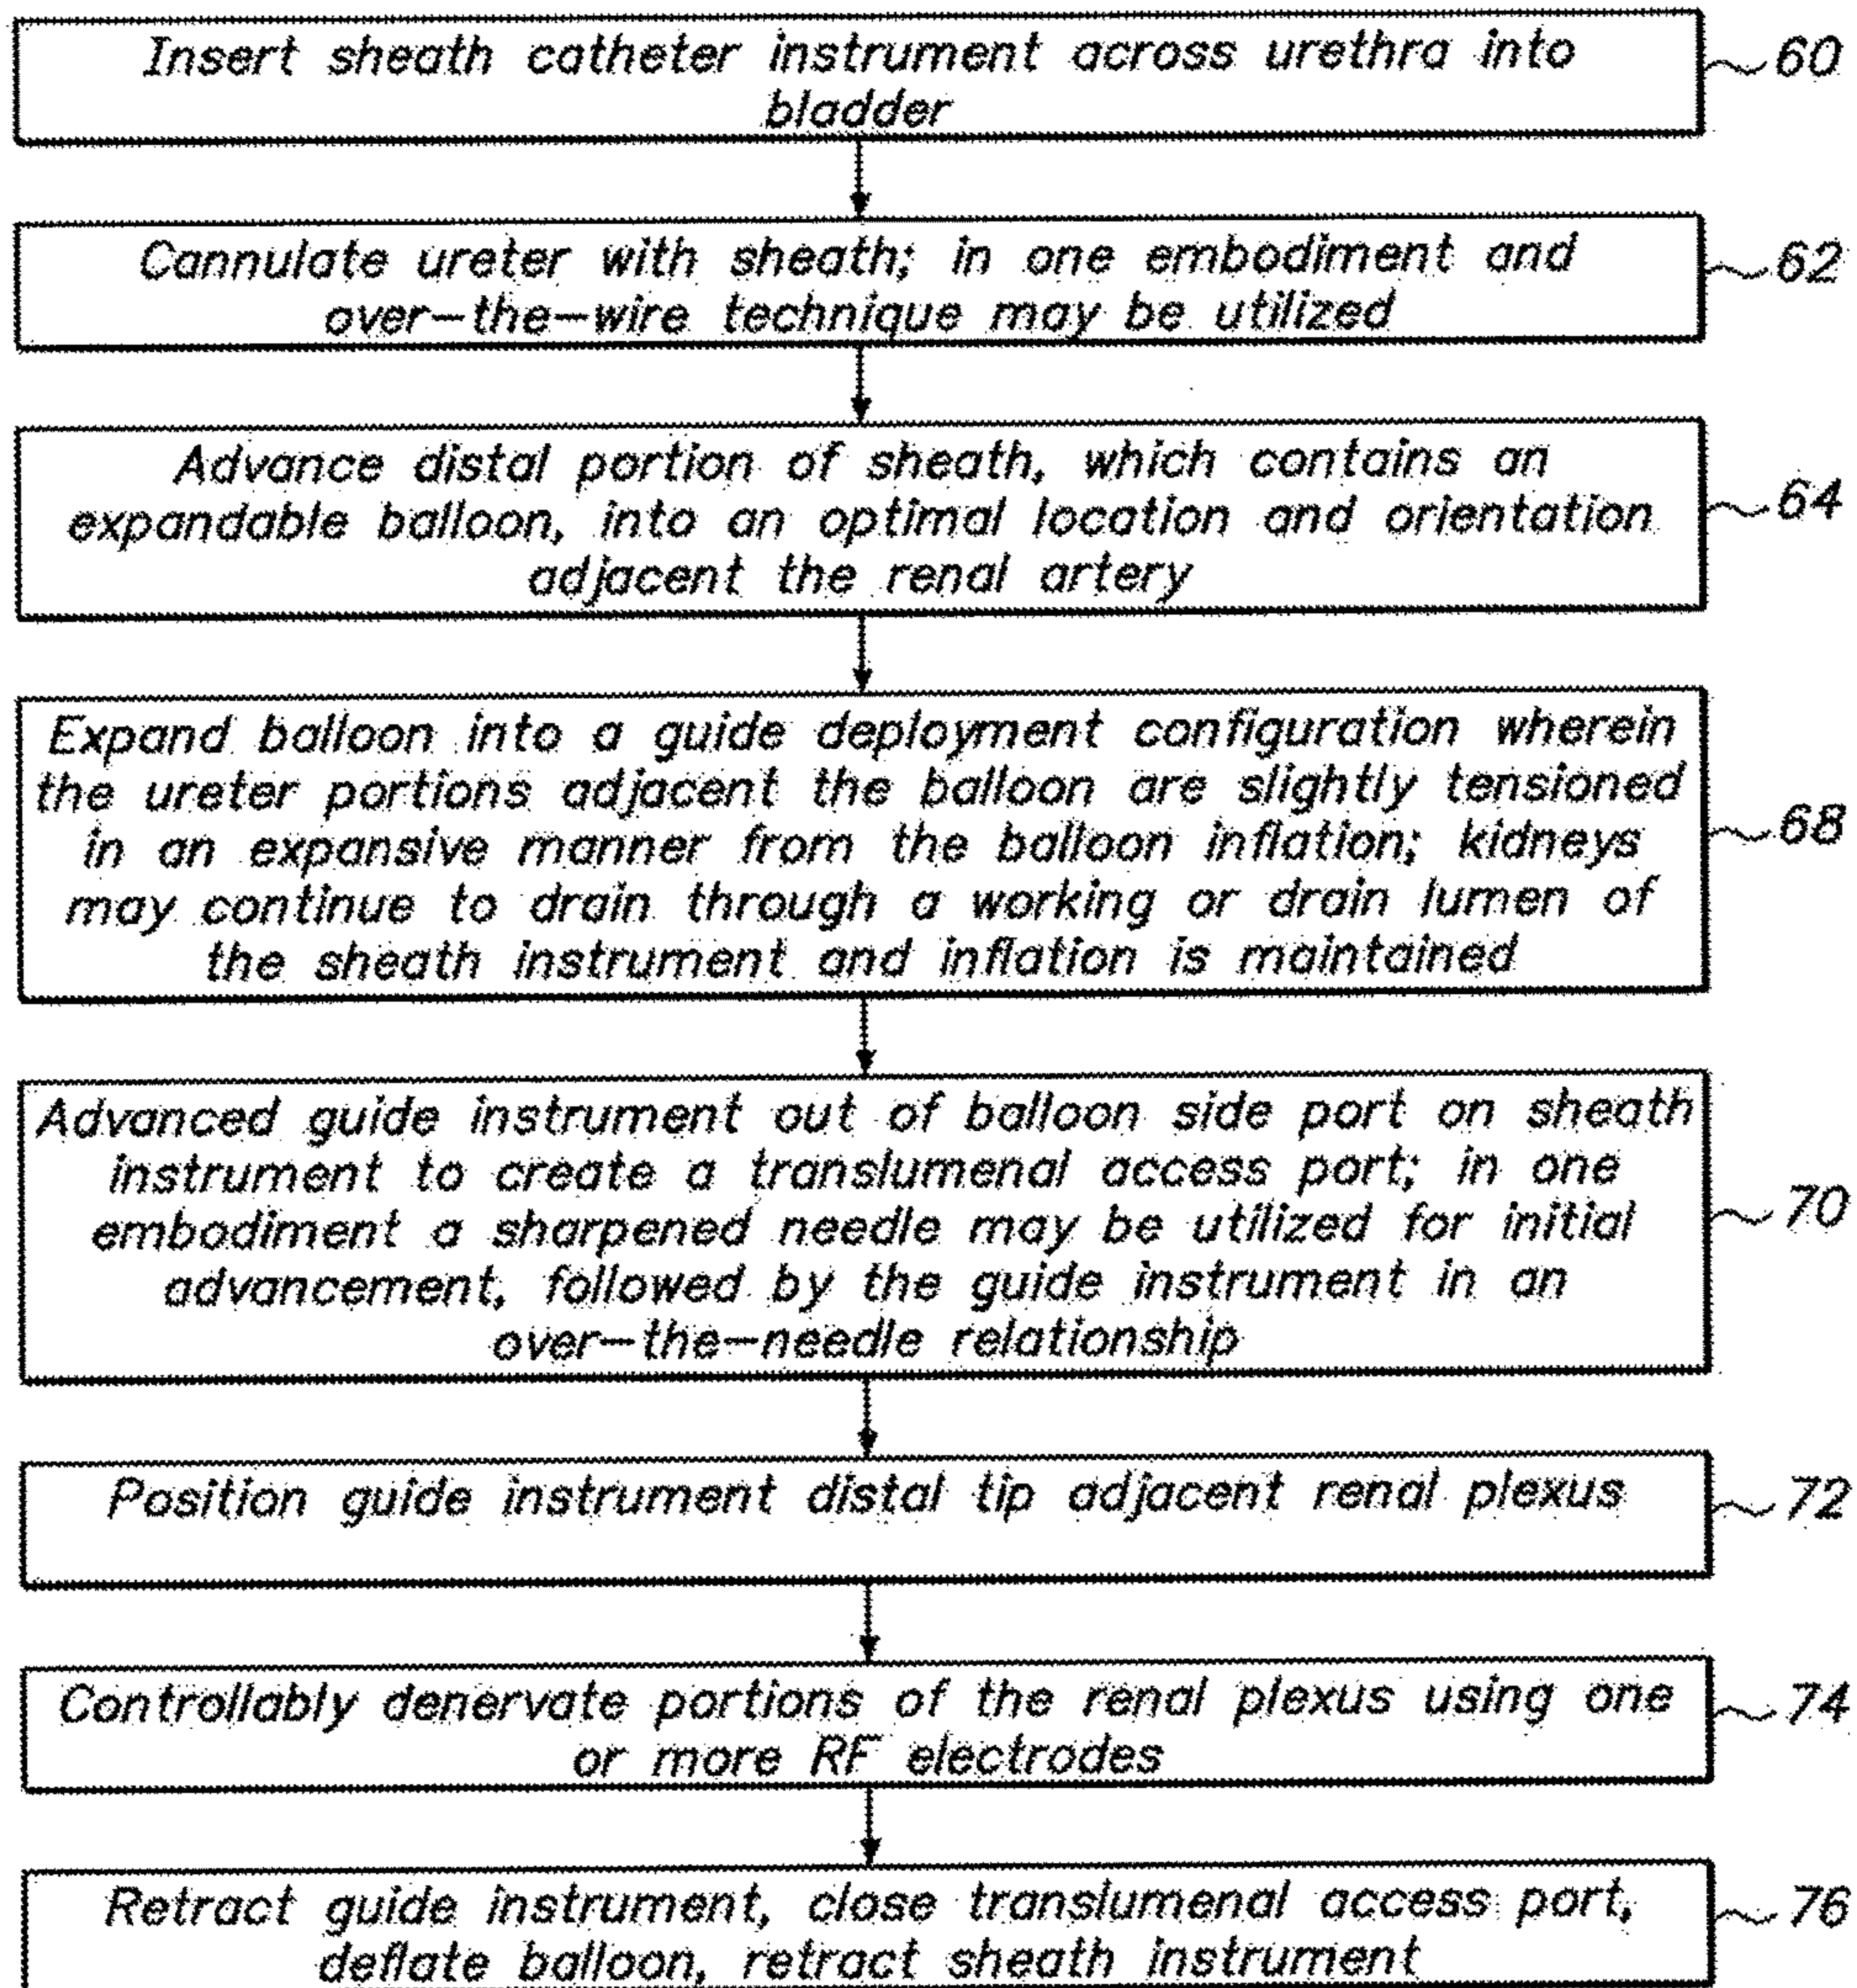 Insert sheath catheter instrument across urethra into
bladder
60
Cannulate ureter with sheath; in one embodiment and
over-the-wire technique may be utilized
62
Advance distal portion of sheath, which contains an
expandable balloon, into an optimal location and orientation
adjacent the renal artery
64
Expand balloon into a guide deployment configuration wherein
the ureter portions adjacent the balloon are slightly tensioned
in an expansive manner from the balloon inflation; kidneys
may continue to drain through a working or drain lumen of
the sheath instrument and inflation is maintained
68
Advanced guide instrument out of balloon side port on sheath
instrument to create a translumenal access port; in one
embodiment a sharpened needle may be utilized for initial
advancement, followed by the guide instrument in an
over-the-needle relationship
70
Position guide instrument distal tip adjacent renal plexus
72
Controllably denervate portions of the renal plexus using one
or more RF electrodes
74
Retract guide instrument, close translumenal access port,
deflate balloon, retract sheath instrument
76